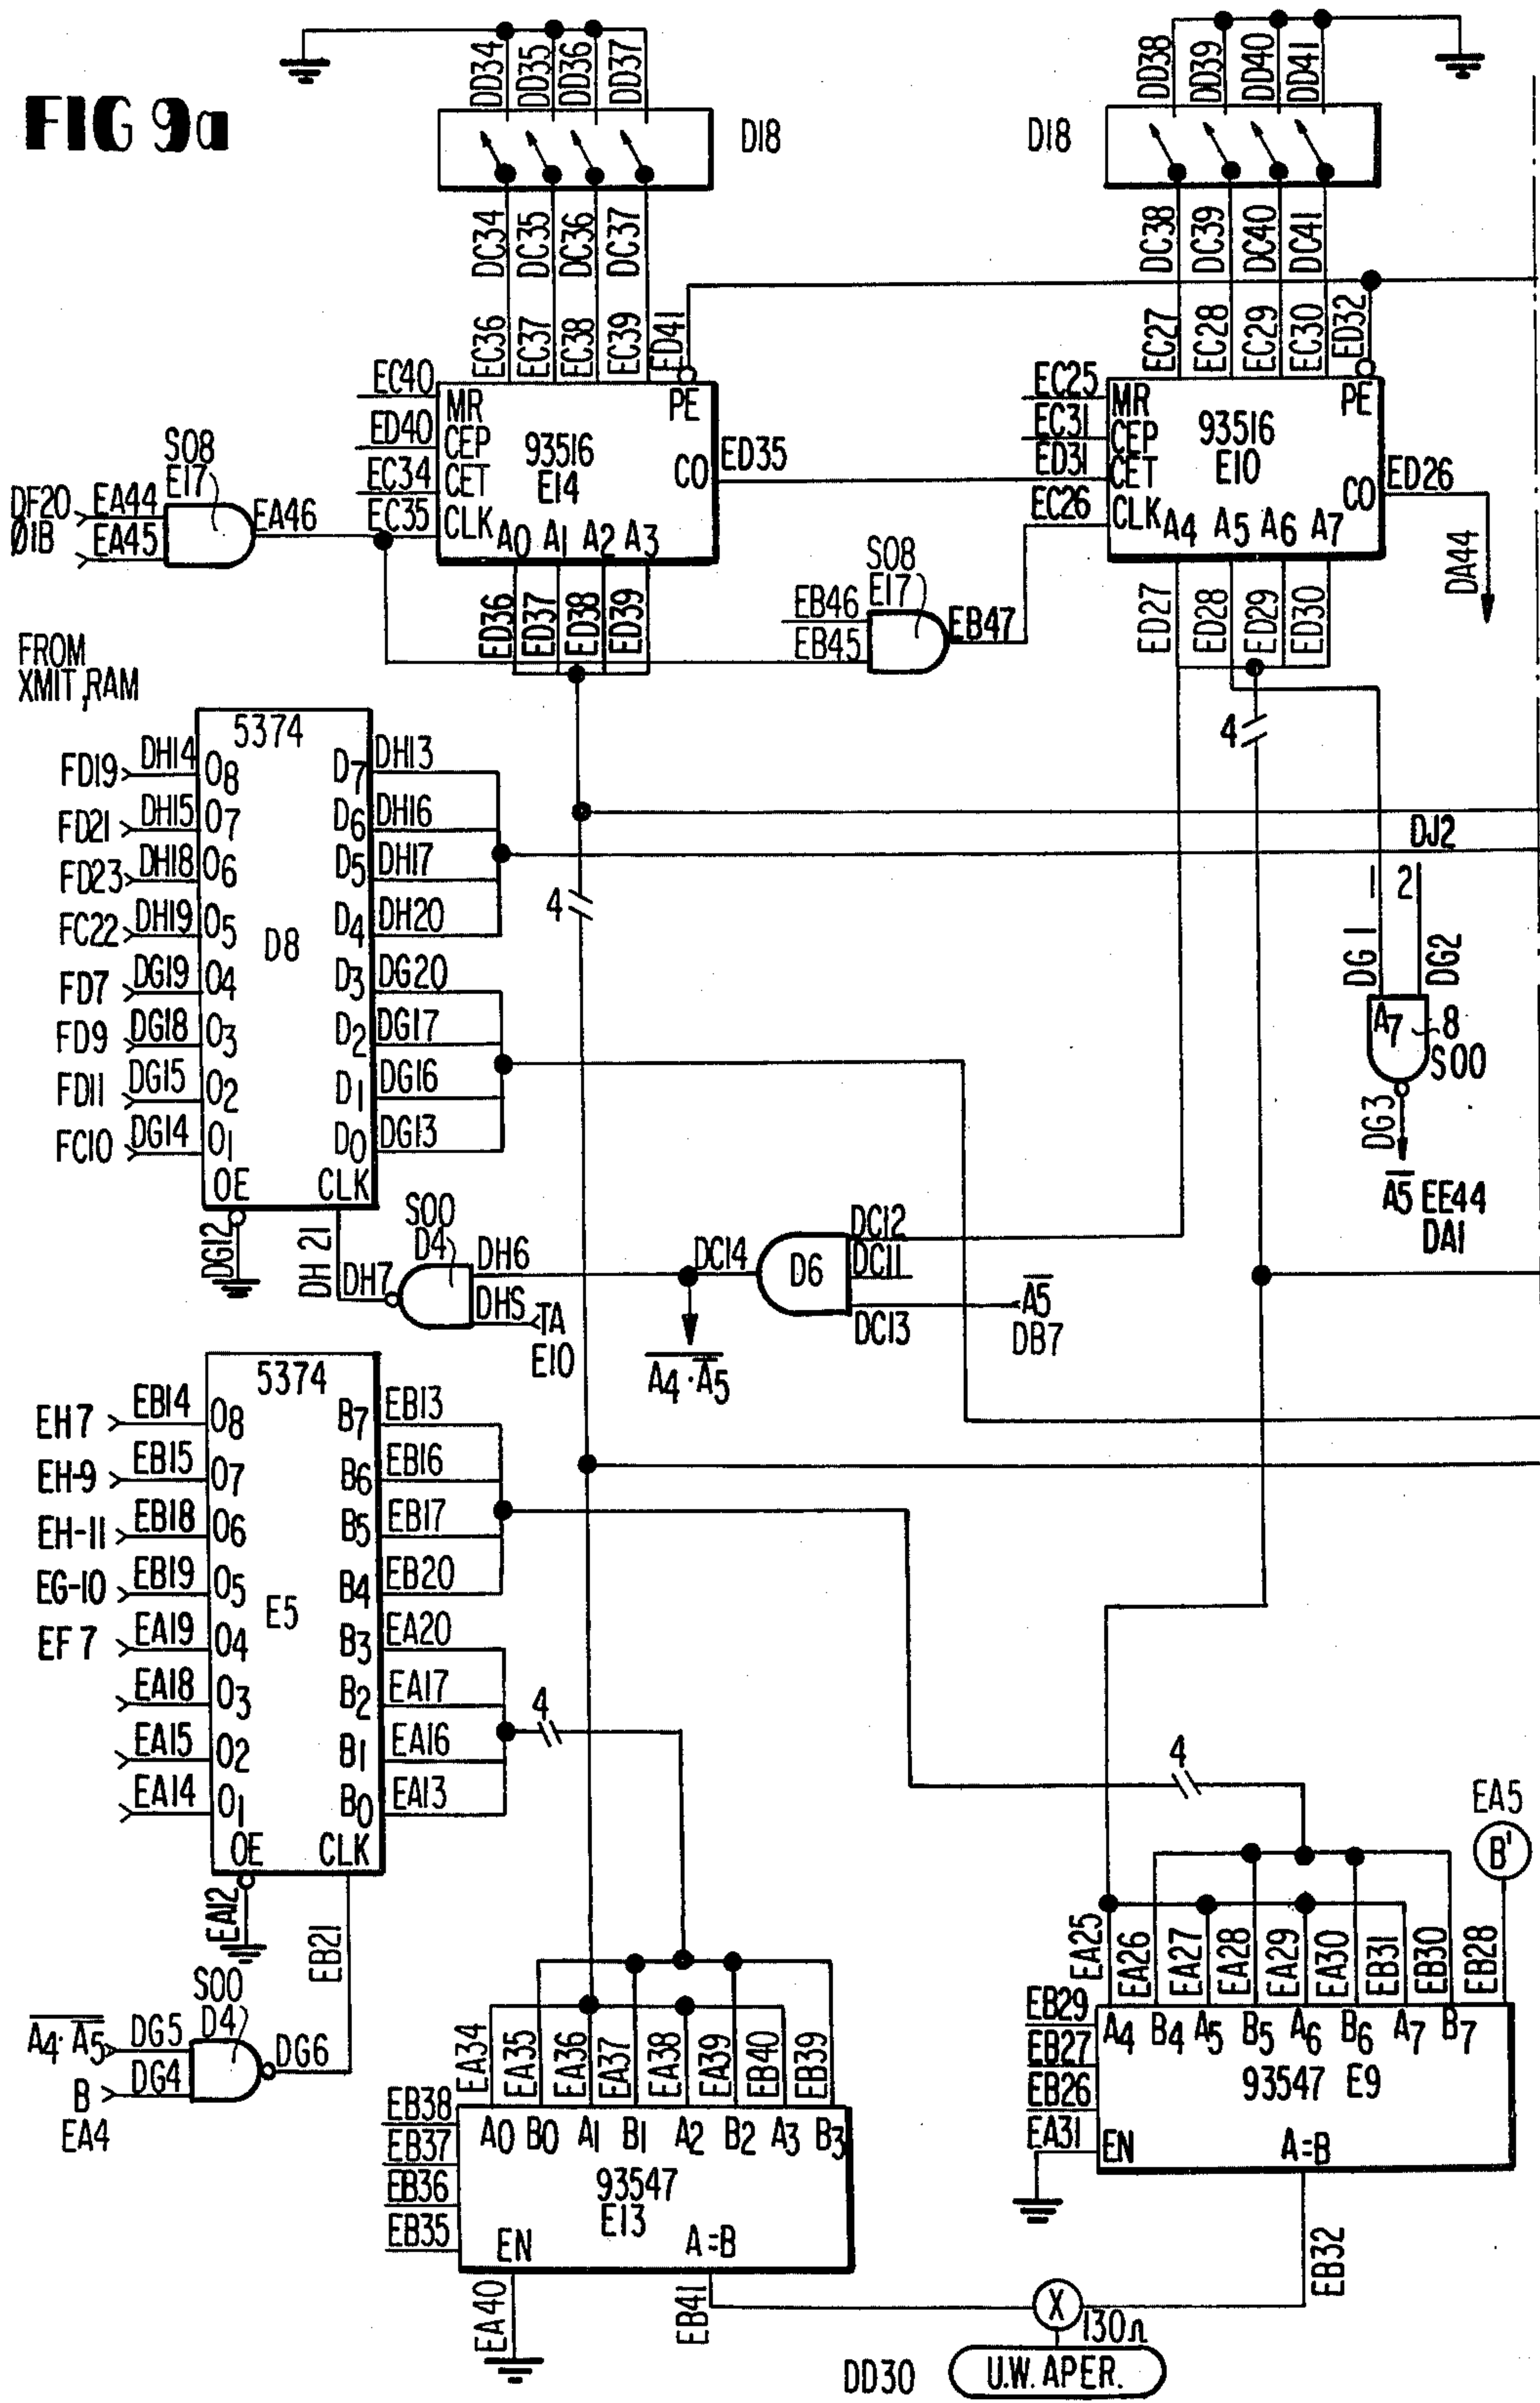 FIG 9a
DD34 DD35 DD36 DD37
D18
DC34 DC35 DC36 DC37
EC36 EC37 EC38 EC39 ED41
DD38 DD39 DD40 DD41
D18
DC38 DC39 DC40 DC41
EC27 EC28 EC29 EC30 ED32
EC40 MR PE
ED40 CEP
EC34 CET
EC35 CLK
93516
E14
CO ED35
A0 A1 A2 A3
ED36 ED37 ED38 ED39
S08
E17
DF20 EA44
Ø1B EA45
EA46
EC25 MR PE
EC31 CEP
ED31 CET
EC26 CLK
93516
E10
CO ED26
A4 A5 A6 A7
ED27 ED28 ED29 ED30
DA44
S08
E17
EB46
EB45
EB47
FROM
XMIT, RAM
5374
FD19 DH14 O8 D7 DH13
FD21 DH15 O7 D6 DH16
FD23 DH18 O6 D5 DH17
FC22 DH19 O5 D4 DH20
D8
FD7 DG19 O4 D3 DG20
FD9 DG18 O3 D2 DG17
FD11 DG15 O2 D1 DG16
FC10 DG14 O1 D0 DG13
OE CLK
DG12
DH 21
4
4
DJ2
1 2
DG 1 DG2
A7 8
S00
DG3
A̅5̅ EE44
DA1
S00
D4
DH7
DH6
DHS
TA
E10
DC14
D6
DC12
DC11
DC13
A̅5̅
DB7
A̅4̅ ̅·̅ ̅A̅5̅
5374
EH7 EB14 O8 B7 EB13
EH-9 EB15 O7 B6 EB16
EH-11 EB18 O6 B5 EB17
EG-10 EB19 O5 B4 EB20
E5
EF 7 EA19 O4 B3 EA20
EA18 O3 B2 EA17
EA15 O2 B1 EA16
EA14 O1 B0 EA13
OE CLK
EA12
EB21
4
4
S00
D4
A̅4̅ ̅·̅ ̅A̅5̅ DG5
B DG4
EA4
DG6
EA34 EA35 EA36 EA37 EA38 EA39 EB40 EB39
EB38
EB37
EB36
EB35
A0 B0 A1 B1 A2 B2 A3 B3
93547
E13
EN A=B
EA40
EB41
EA5
B'
EA25 EA26 EA27 EA28 EA29 EA30 EB31 EB30 EB28
EB29
EB27
EB26
EA31
A4 B4 A5 B5 A6 B6 A7 B7
93547 E9
EN A=B
EB32
X
130Ω
DD30 U.W. APER.